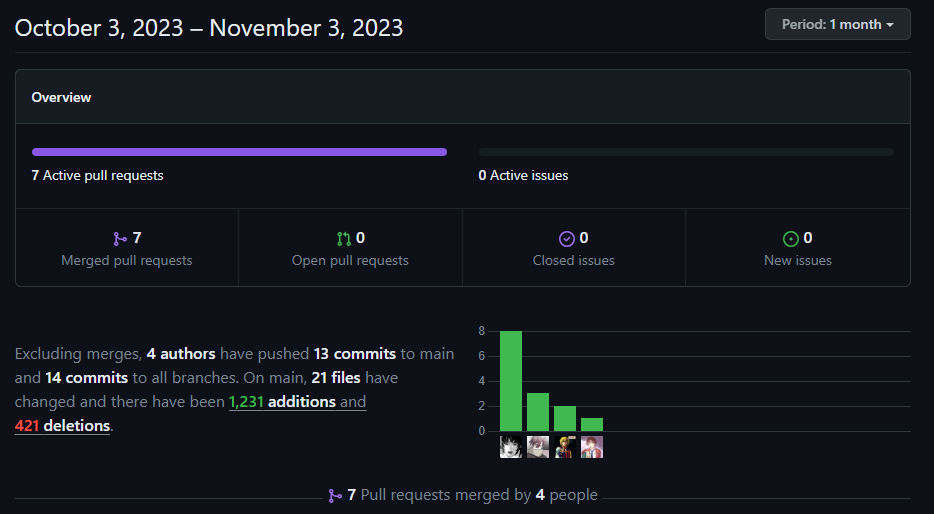 October 3, 2023 – November 3, 2023
Period: 1 month
Overview
7 Active pull requests
0 Active issues
7
Merged pull requests
0
Open pull requests
0
Closed issues
0
New issues
Excluding merges, 4 authors have pushed 13 commits to main
and 14 commits to all branches. On main, 21 files have
changed and there have been 1,231 additions and
421 deletions.
8
6
4
2
0
7 Pull requests merged by 4 people